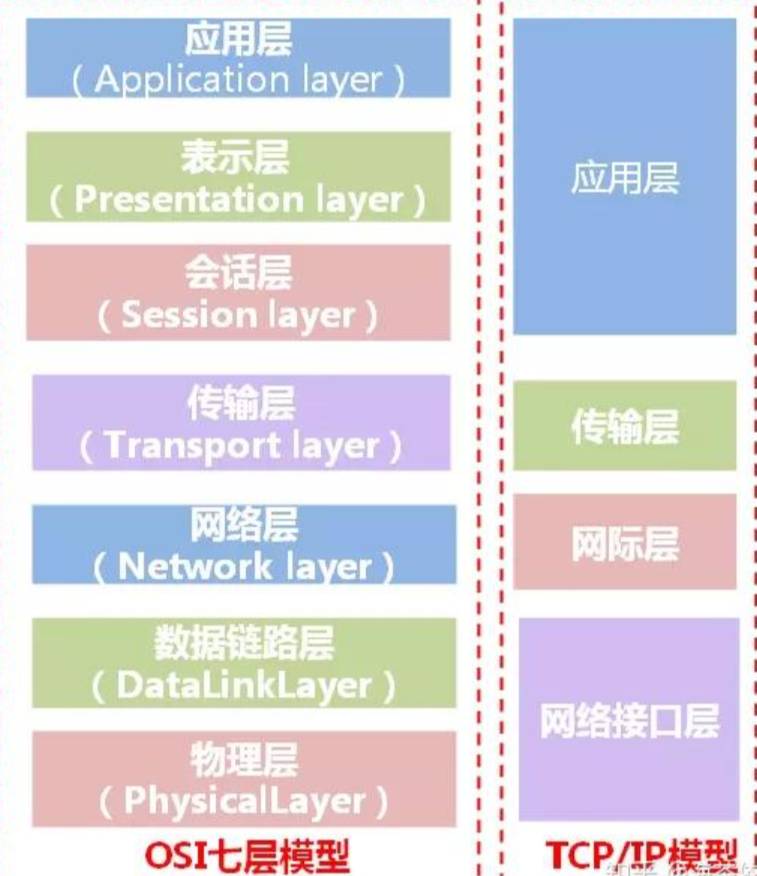 应用层
（Application layer）
表示层
（Presentation layer）
会话层
（Session layer）
传输层
（Transport layer）
网络层
（Network layer）
数据链路层
（DataLinkLayer）
物理层
（PhysicalLayer）
OSI七层模型
应用层
传输层
网际层
网络接口层
TCP/IP模型